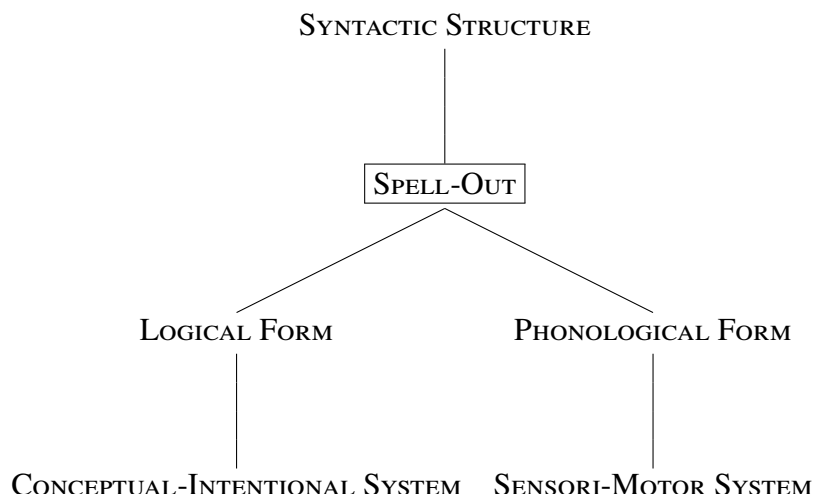 Syntactic Structure
Spell-Out
Logical Form Phonological Form
Conceptual-Intentional System Sensori-Motor System